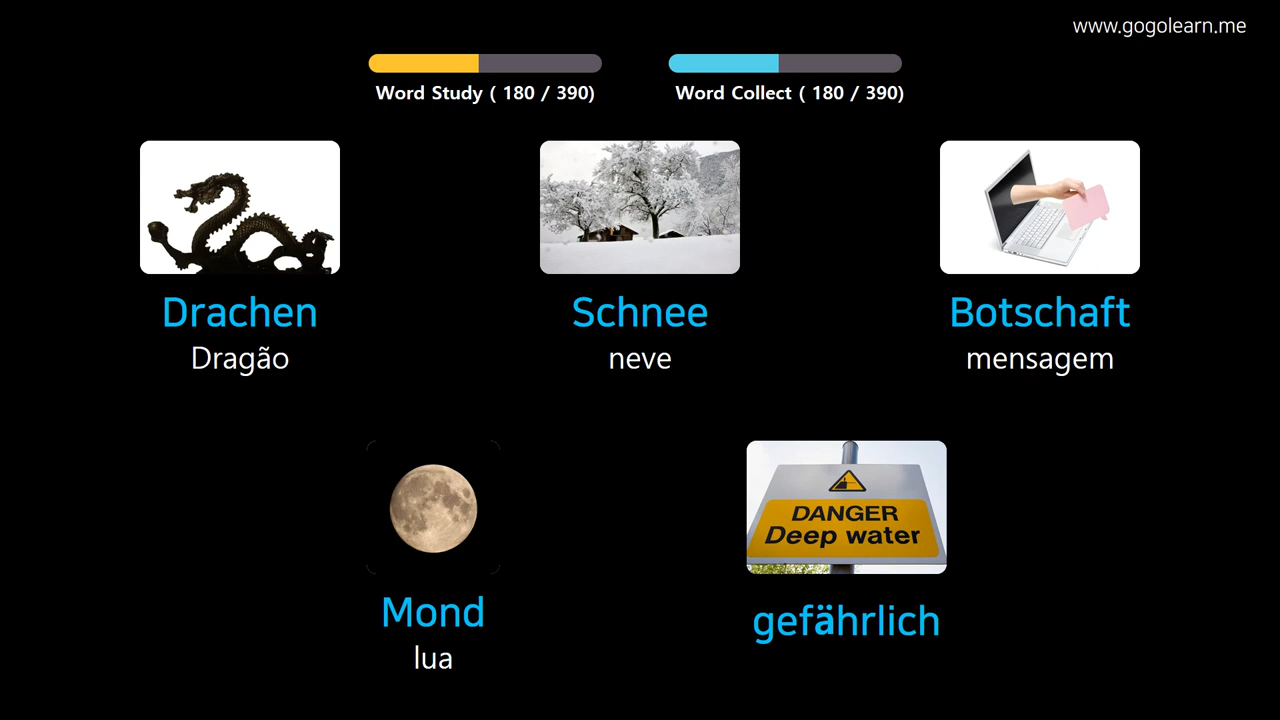 www.gogolearn.me
Word Study ( 180 / 390)
Word Collect ( 180 / 390)
Drachen
Dragão
Schnee
neve
Botschaft
mensagem
Mond
lua
DANGER
Deep water
gefährlich